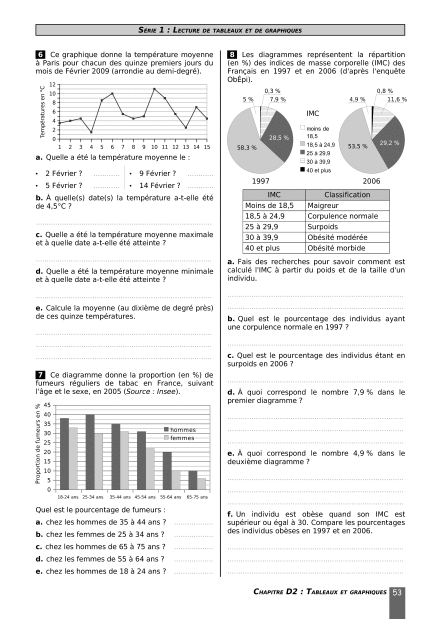 SÉRIE 1 : LECTURE DE TABLEAUX ET DE GRAPHIQUES
6 Ce graphique donne la température moyenne
à Paris pour chacun des quinze premiers jours du
mois de Février 2009 (arrondie au demi-degré).
Températures en °C
12
10
8
6
4
2
0
1 2 3 4 5 6 7 8 9 10 11 12 13 14 15
a. Quelle a été la température moyenne le :
• 2 Février ? • 9 Février ?
• 5 Février ? • 14 Février ?
b. À quelle(s) date(s) la température a-t-elle été
de 4,5°C ?
c. Quelle a été la température moyenne maximale
et à quelle date a-t-elle été atteinte ?
d. Quelle a été la température moyenne minimale
et à quelle date a-t-elle été atteinte ?
e. Calcule la moyenne (au dixième de degré près)
de ces quinze températures.
7 Ce diagramme donne la proportion (en %) de
fumeurs réguliers de tabac en France, suivant
l'âge et le sexe, en 2005 (Source : Insee).
Proportion de fumeurs en %
45
40
35
30
25
20
15
10
5
0
hommes
femmes
18-24 ans 25-34 ans 35-44 ans 45-54 ans 55-64 ans 65-75 ans
Quel est le pourcentage de fumeurs :
a. chez les hommes de 35 à 44 ans ?
b. chez les femmes de 25 à 34 ans ?
c. chez les hommes de 65 à 75 ans ?
d. chez les femmes de 55 à 64 ans ?
e. chez les hommes de 18 à 24 ans ?
8 Les diagrammes représentent la répartition
(en %) des indices de masse corporelle (IMC) des
Français en 1997 et en 2006 (d'après l'enquête
ObÉpi).
0,3 %
5 % 7,9 %
28,5 %
58,3 %
1997
IMC
moins de
18,5
18,5 à 24,9
25 à 29,9
30 à 39,9
40 et plus
0,8 %
4,9 % 11,6 %
53,5 % 29,2 %
2006
IMC Classification
Moins de 18,5 Maigreur
18,5 à 24,9 Corpulence normale
25 à 29,9 Surpoids
30 à 39,9 Obésité modérée
40 et plus Obésité morbide
a. Fais des recherches pour savoir comment est
calculé l'IMC à partir du poids et de la taille d'un
individu.
b. Quel est le pourcentage des individus ayant
une corpulence normale en 1997 ?
c. Quel est le pourcentage des individus étant en
surpoids en 2006 ?
d. À quoi correspond le nombre 7,9 % dans le
premier diagramme ?
e. À quoi correspond le nombre 4,9 % dans le
deuxième diagramme ?
f. Un individu est obèse quand son IMC est
supérieur ou égal à 30. Compare les pourcentages
des individus obèses en 1997 et en 2006.
CHAPITRE D2 : TABLEAUX ET GRAPHIQUES 53